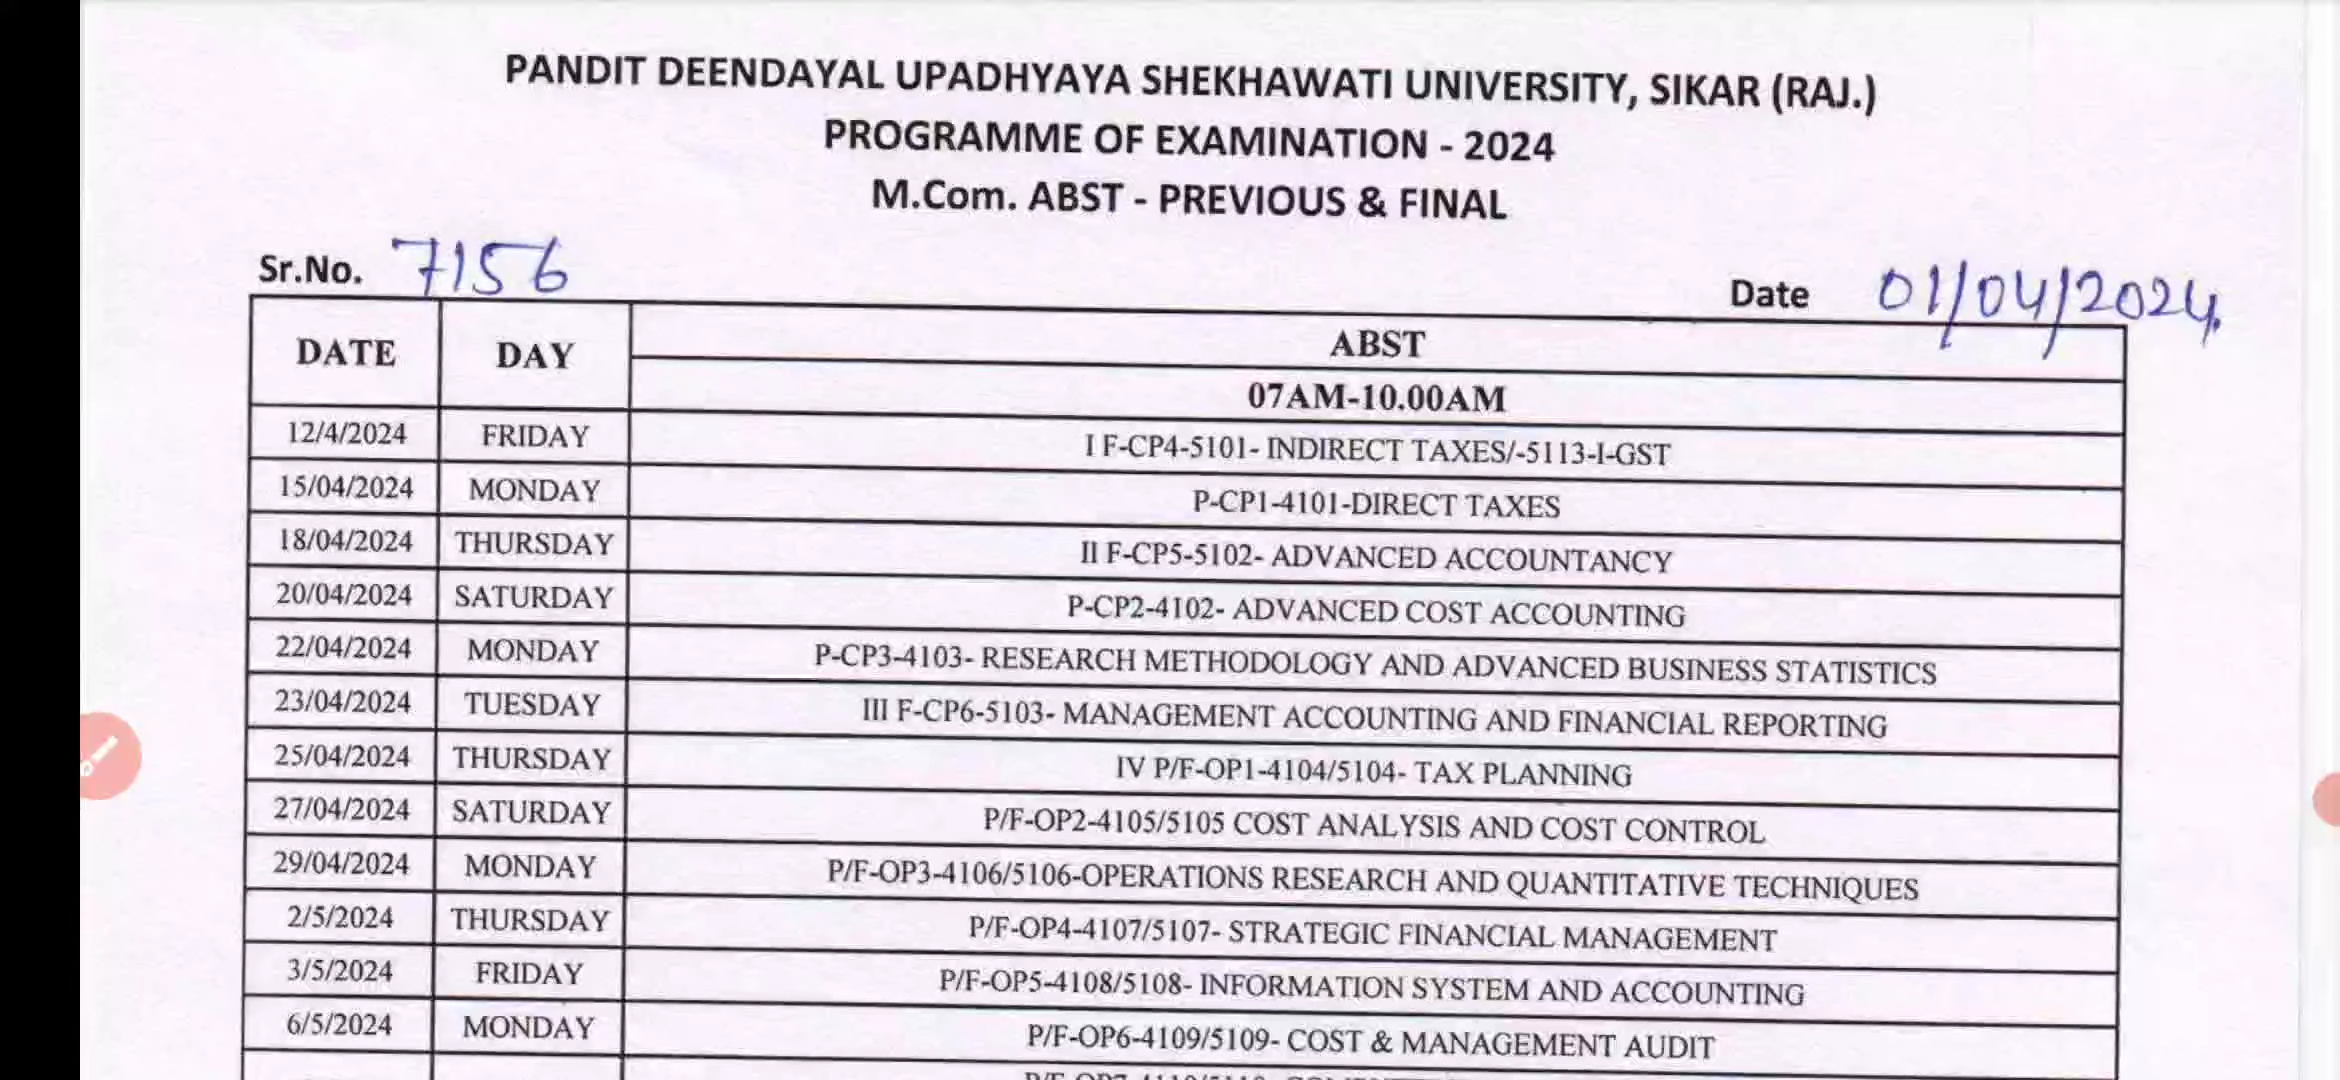 PANDIT DEENDAYAL UPADHYAYA SHEKHAWATI UNIVERSITY, SIKAR (RAJ.)
PROGRAMME OF EXAMINATION - 2024
M.Com. ABST - PREVIOUS & FINAL
Sr.No. 7156 Date 01/04/2024.
DATE DAY ABST
07AM-10.00AM
12/4/2024 FRIDAY I F-CP4-5101- INDIRECT TAXES/-5113-I-GST
15/04/2024 MONDAY P-CP1-4101-DIRECT TAXES
18/04/2024 THURSDAY II F-CP5-5102- ADVANCED ACCOUNTANCY
20/04/2024 SATURDAY P-CP2-4102- ADVANCED COST ACCOUNTING
22/04/2024 MONDAY P-CP3-4103- RESEARCH METHODOLOGY AND ADVANCED BUSINESS STATISTICS
23/04/2024 TUESDAY III F-CP6-5103- MANAGEMENT ACCOUNTING AND FINANCIAL REPORTING
25/04/2024 THURSDAY IV P/F-OP1-4104/5104- TAX PLANNING
27/04/2024 SATURDAY P/F-OP2-4105/5105 COST ANALYSIS AND COST CONTROL
29/04/2024 MONDAY P/F-OP3-4106/5106-OPERATIONS RESEARCH AND QUANTITATIVE TECHNIQUES
2/5/2024 THURSDAY P/F-OP4-4107/5107- STRATEGIC FINANCIAL MANAGEMENT
3/5/2024 FRIDAY P/F-OP5-4108/5108- INFORMATION SYSTEM AND ACCOUNTING
6/5/2024 MONDAY P/F-OP6-4109/5109- COST & MANAGEMENT AUDIT